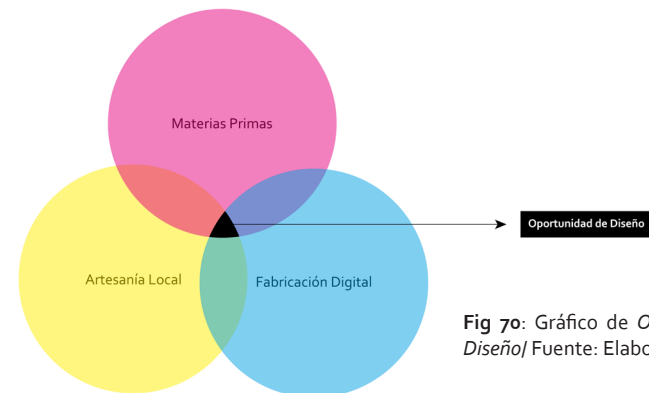 Materias Primas
Oportunidad de Diseño
Artesanía Local
Fabricación Digital
Fig 70: Gráfico de
Diseño/ Fuente: